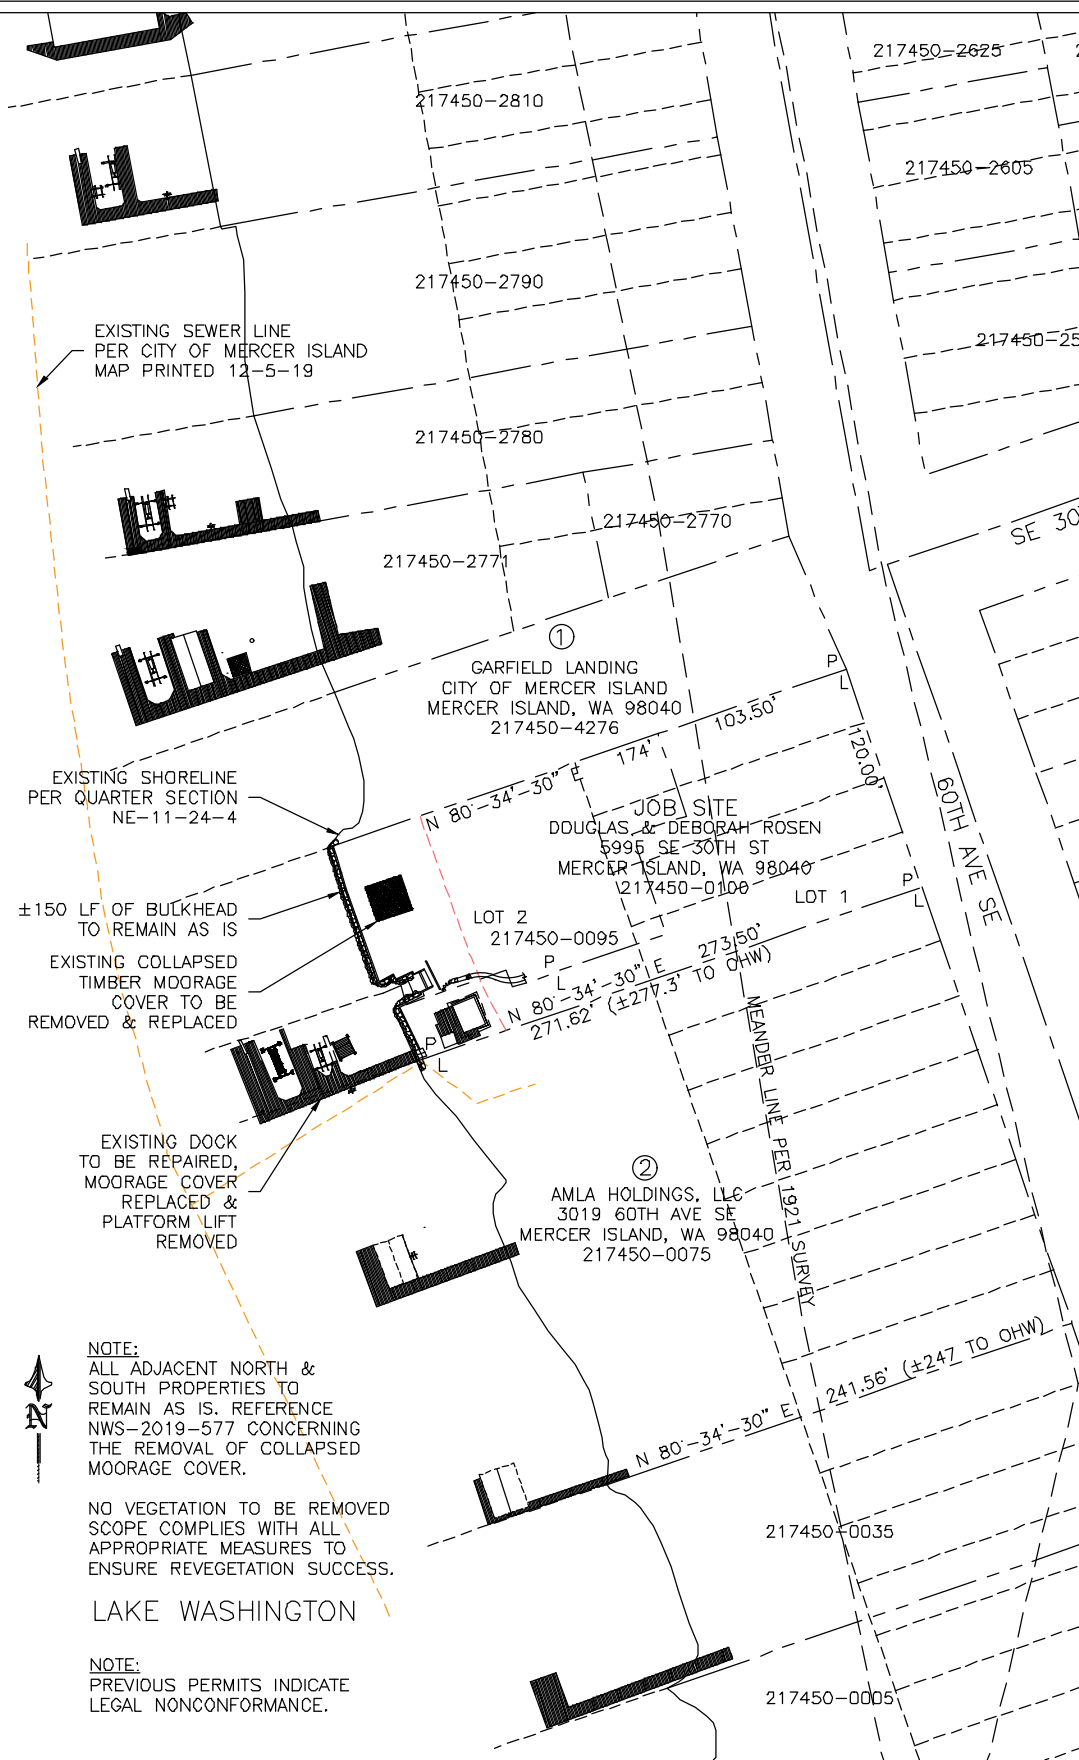 217450-2625
217450-2810
217450-2605
217450-2790
EXISTING SEWER LINE
PER CITY OF MERCER ISLAND
MAP PRINTED 12-5-19
217450-25
217450-2780
217450-2770
SE 30
217450-2771
1
GARFIELD LANDING
CITY OF MERCER ISLAND
MERCER ISLAND, WA 98040
217450-4276
P
L
103.50'
174'
N 80°-34'-30" E
120.00'
EXISTING SHORELINE
PER QUARTER SECTION
NE-11-24-4
60TH AVE SE
JOB SITE
DOUGLAS & DEBORAH ROSEN
5995 SE 30TH ST
MERCER ISLAND, WA 98040
217450-0100
LOT 1
P
L
±150 LF OF BULKHEAD
TO REMAIN AS IS
LOT 2
217450-0095
EXISTING COLLAPSED
TIMBER MOORAGE
COVER TO BE
REMOVED & REPLACED
P
L
273.50'
N 80°-34'-30" E
271.62' (±277.3' TO OHW)
P
L
MEANDER LINE PER 1921 SURVEY
EXISTING DOCK
TO BE REPAIRED,
MOORAGE COVER
REPLACED &
PLATFORM LIFT
REMOVED
2
AMLA HOLDINGS, LLC
3019 60TH AVE SE
MERCER ISLAND, WA 98040
217450-0075
N
NOTE:
ALL ADJACENT NORTH &
SOUTH PROPERTIES TO
REMAIN AS IS. REFERENCE
NWS-2019-577 CONCERNING
THE REMOVAL OF COLLAPSED
MOORAGE COVER.
NO VEGETATION TO BE REMOVED
SCOPE COMPLIES WITH ALL
APPROPRIATE MEASURES TO
ENSURE REVEGETATION SUCCESS.
N 80°-34'-30" E
241.56' (±247 TO OHW)
217450-0035
LAKE WASHINGTON
NOTE:
PREVIOUS PERMITS INDICATE
LEGAL NONCONFORMANCE.
217450-0005